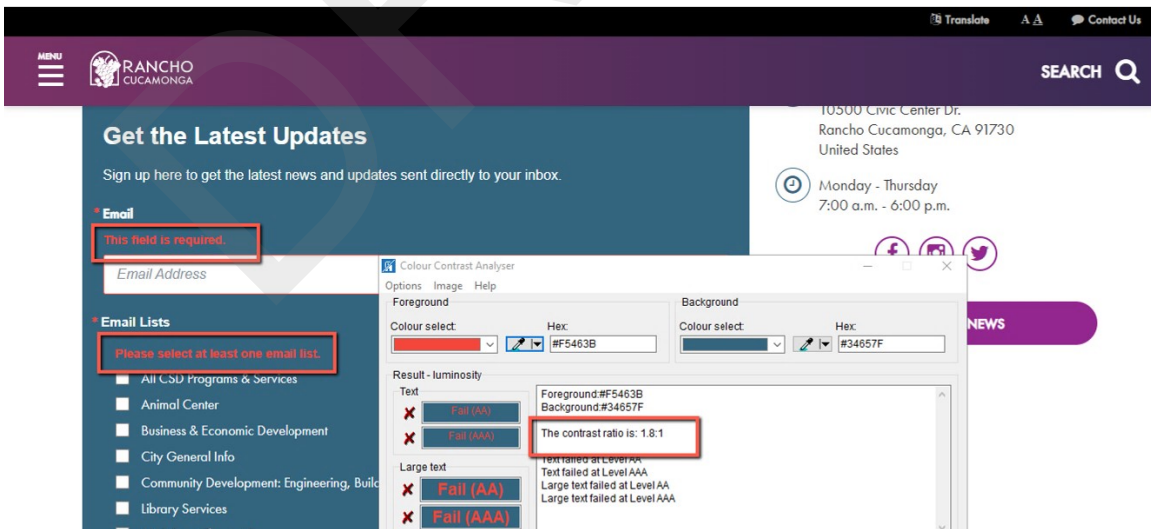 Translate A A Contact Us
MENU
RANCHO
CUCAMONGA
SEARCH
10500 Civic Center Dr.
Rancho Cucamonga, CA 91730
United States
Monday - Thursday
7:00 a.m. - 6:00 p.m.
NEWS
Get the Latest Updates
Sign up here to get the latest news and updates sent directly to your inbox.
* Email
This field is required.
Email Address
* Email Lists
Please select at least one email list.
All CSD Programs & Services
Animal Center
Business & Economic Development
City General Info
Community Development: Engineering, Build
Library Services
Colour Contrast Analyser
Options Image Help
Foreground
Colour select:
Hex:
#F5463B
Background
Colour select:
Hex:
#34657F
Result - luminosity
Text
Fail (AA)
Fail (AAA)
Large text
Fail (AA)
Fail (AAA)
Foreground:#F5463B
Background:#34657F
The contrast ratio is: 1.8:1
Text failed at Level AA
Text failed at Level AAA
Large text failed at Level AA
Large text failed at Level AAA